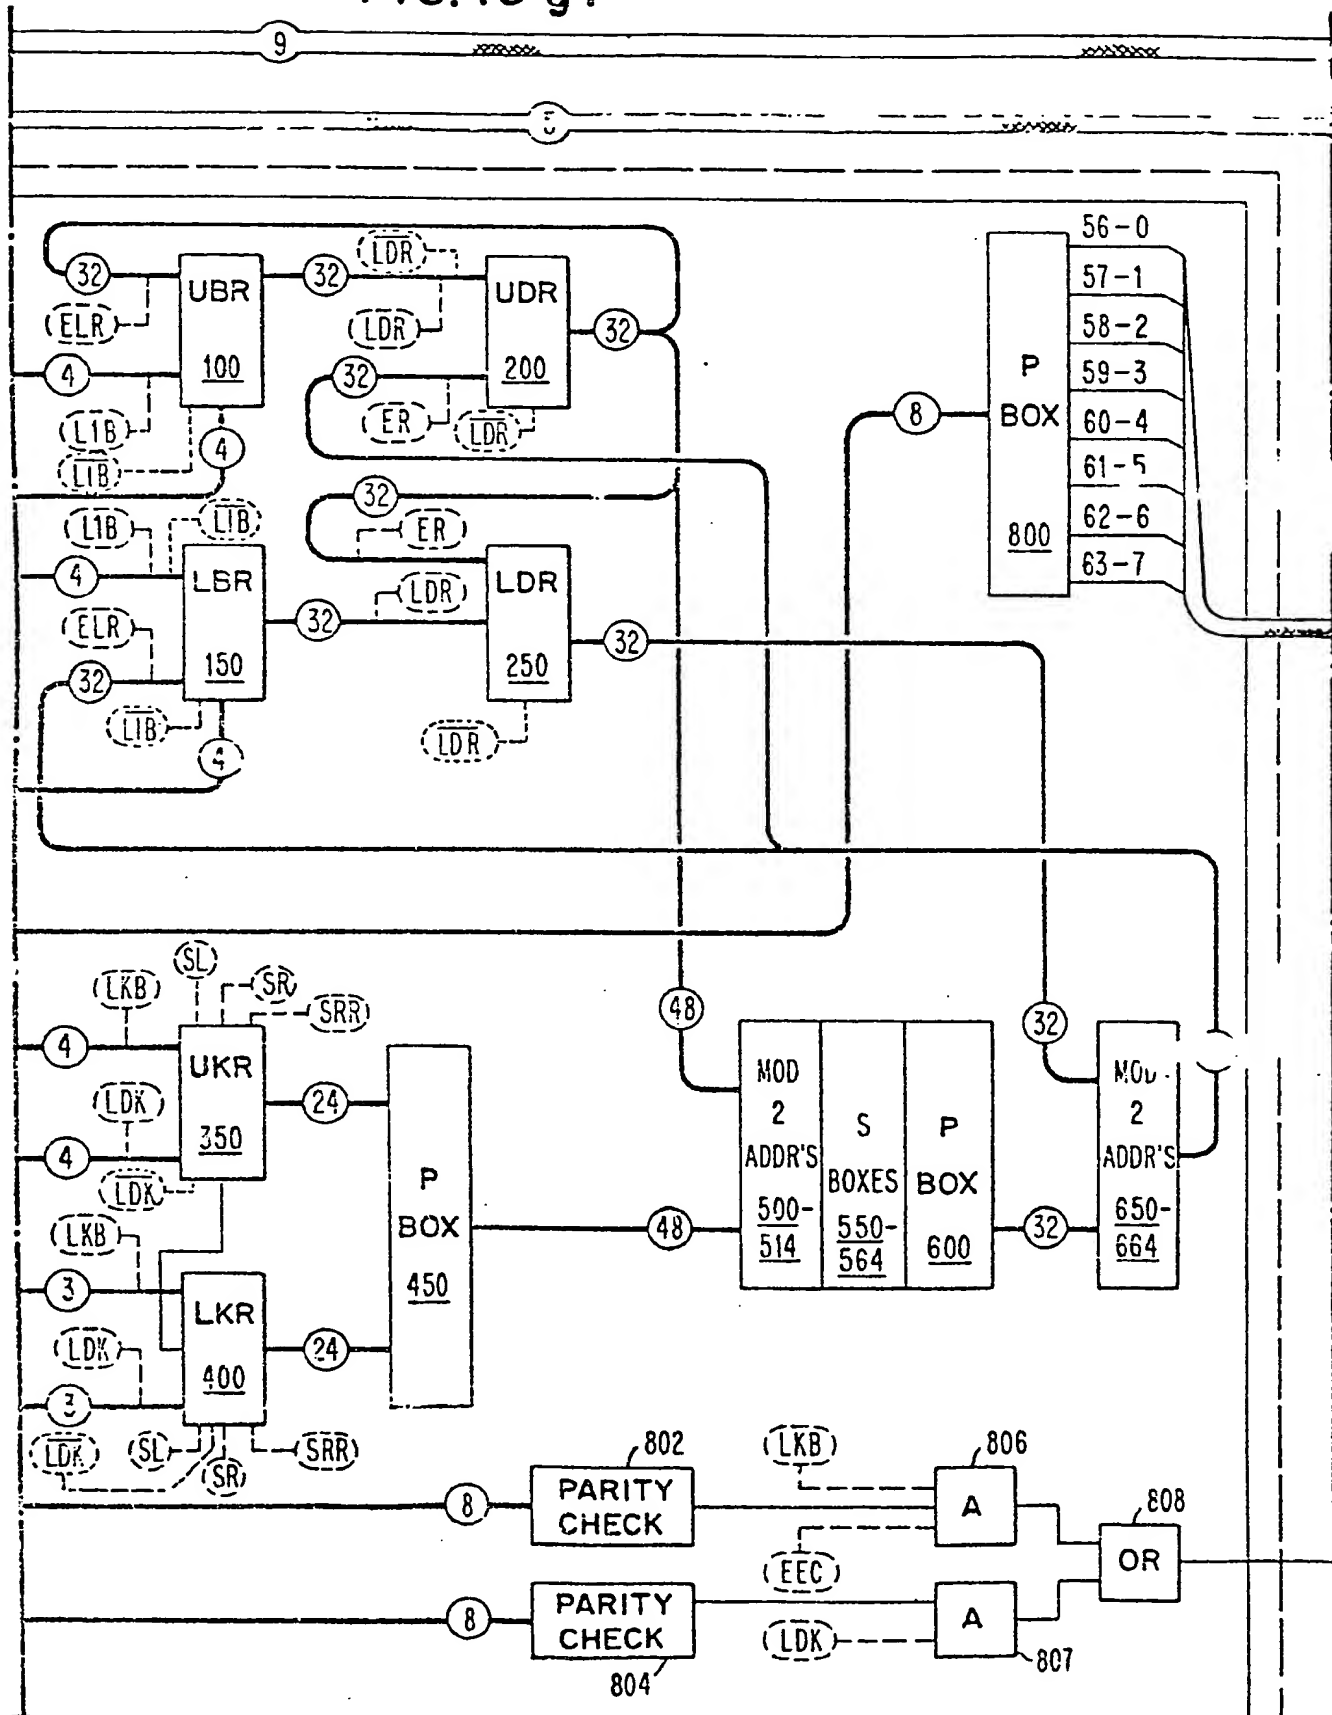 9
5
56-0
57-1
58-2
59-3
60-4
61-5
62-6
63-7
P
BOX
800
8
32
ELR
UBR
100
32
LDR
LDR
UDR
200
32
4
L1B
L1B
4
32
ER
LDR
32
L1B
L1B
4
LBR
150
ELR
32
L1B
4
32
ER
LDR
LDR
250
32
LDR
SL
SR
SRR
LKB
4
UKR
350
LDK
4
LDK
24
LKB
3
LKR
400
LDK
3
LDK
SL
SR
SRR
24
P
BOX
450
48
48
MOD
2
ADDR'S
500-
514
S
BOXES
550-
564
P
BOX
600
32
32
2
ADDR'S
650-
664
8
PARITY
CHECK
802
LKB
EEC
A
806
808
OR
8
PARITY
CHECK
804
LDK
A
807